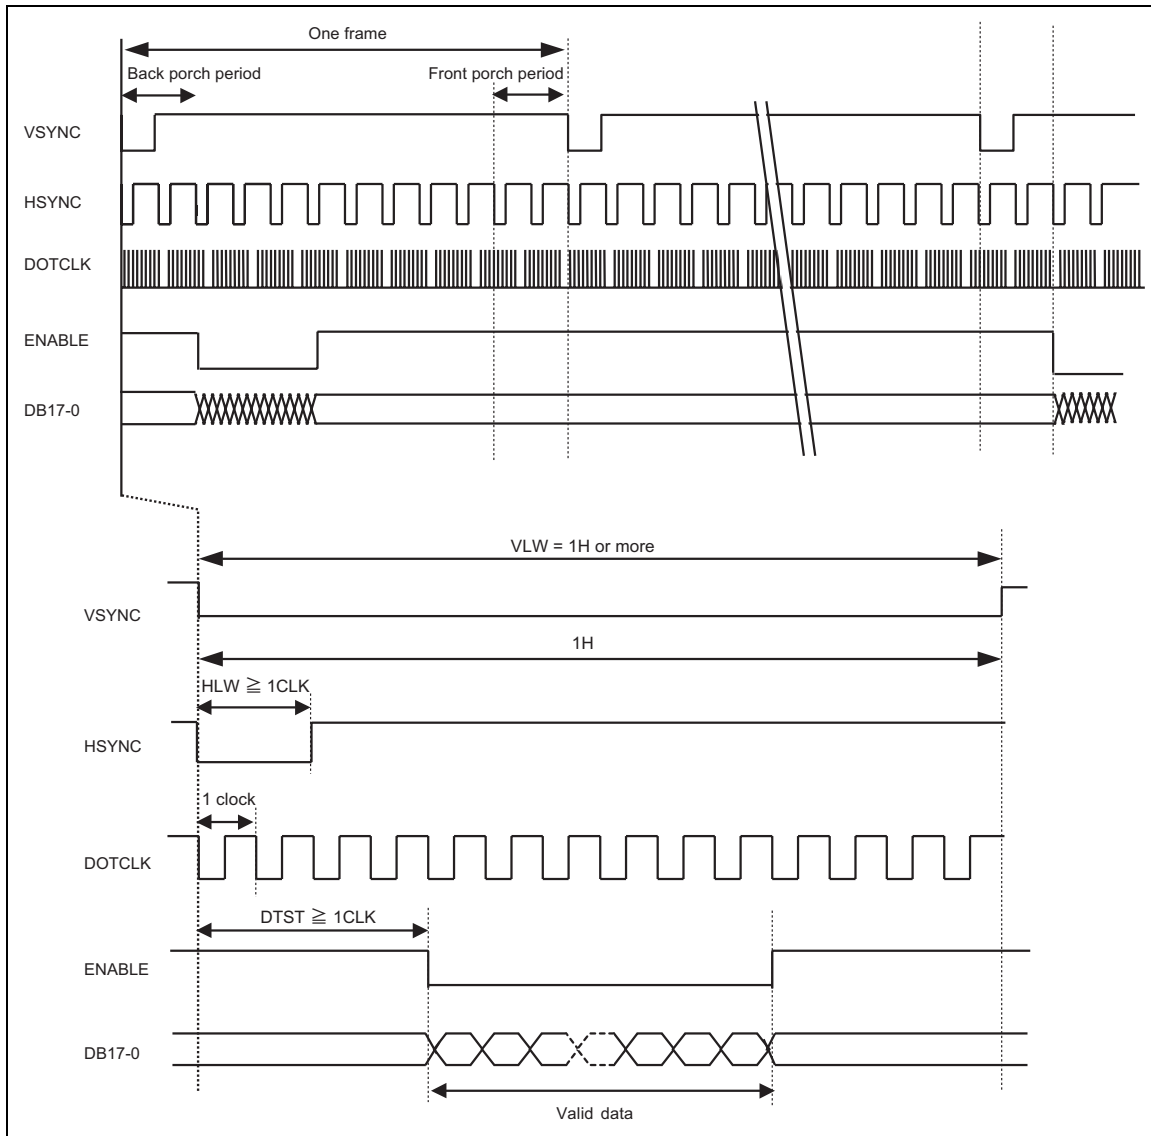 One frame
Back porch period
Front porch period
VSYNC
HSYNC
DOTCLK
ENABLE
DB17-0
VLW = 1H or more
VSYNC
1H
HLW ≧ 1CLK
HSYNC
1 clock
DOTCLK
DTST ≧ 1CLK
ENABLE
DB17-0
Valid data